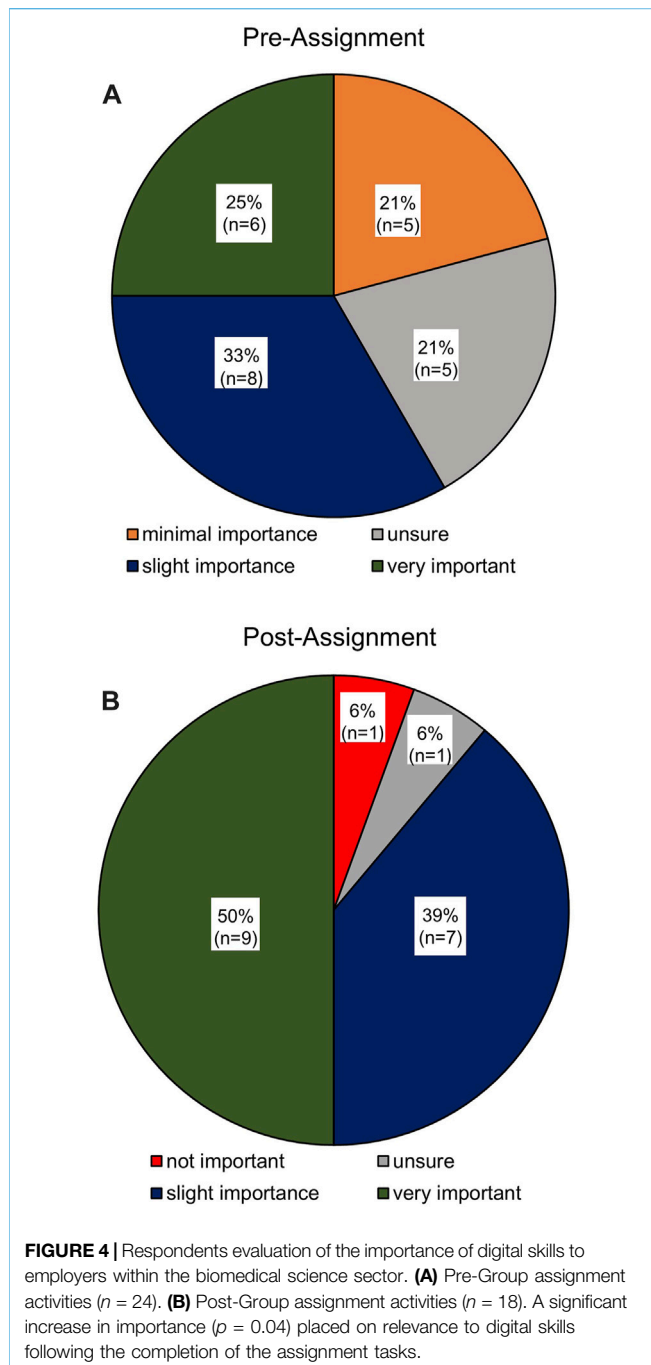 Pre-Assignment
A
25%
(n=6)
21%
(n=5)
33%
(n=8)
21%
(n=5)
minimal importance
unsure
slight importance
very important
Post-Assignment
B
6%
(n=1)
6%
(n=1)
50%
(n=9)
39%
(n=7)
not important
unsure
slight importance
very important
FIGURE 4 | Respondents evaluation of the importance of digital skills to
employers within the biomedical science sector. (A) Pre-Group assignment
activities (n = 24). (B) Post-Group assignment activities (n = 18). A significant
increase in importance (p = 0.04) placed on relevance to digital skills
following the completion of the assignment tasks.